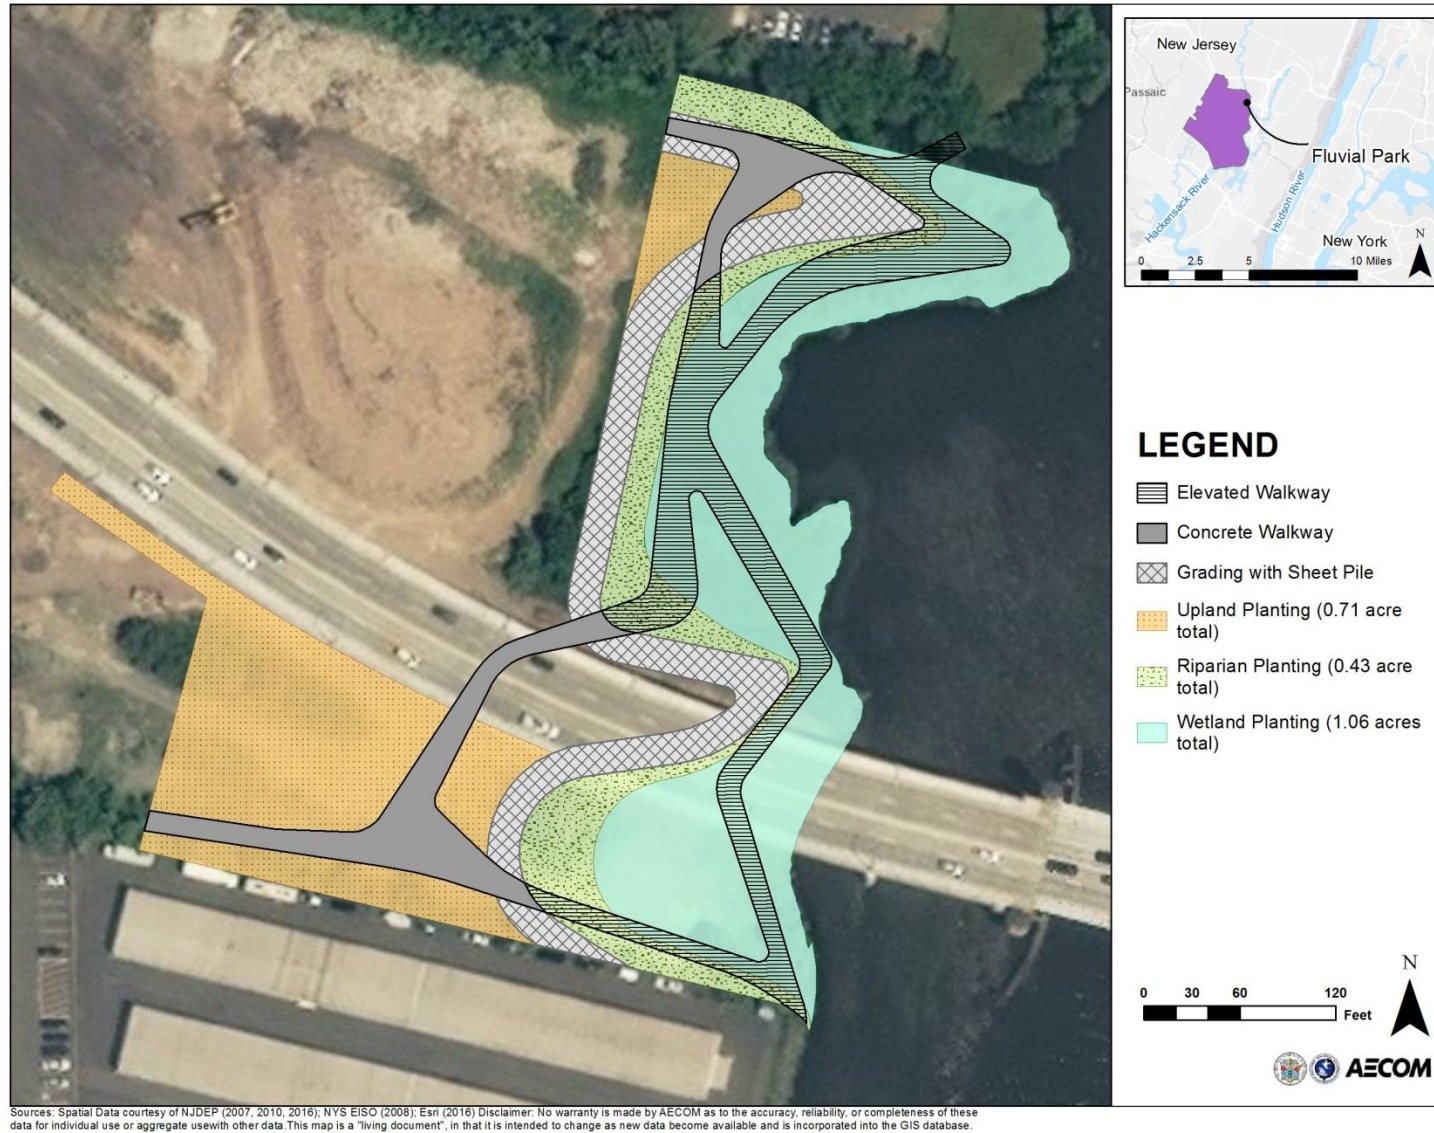 New Jersey
Passaic
Fluvial Park
Hackensack River
Hudson River
New York
N
0 2.5 5 10 Miles
LEGEND
Elevated Walkway
Concrete Walkway
Grading with Sheet Pile
Upland Planting (0.71 acre
total)
Riparian Planting (0.43 acre
total)
Wetland Planting (1.06 acres
total)
N
0 30 60 120
Feet
AECOM
Sources: Spatial Data courtesy of NJDEP (2007, 2010, 2016); NYS EISO (2008); Esri (2016) Disclaimer: No warranty is made by AECOM as to the accuracy, reliability, or completeness of these
data for individual use or aggregate usewith other data.This map is a "living document", in that it is intended to change as new data become available and is incorporated into the GIS database.